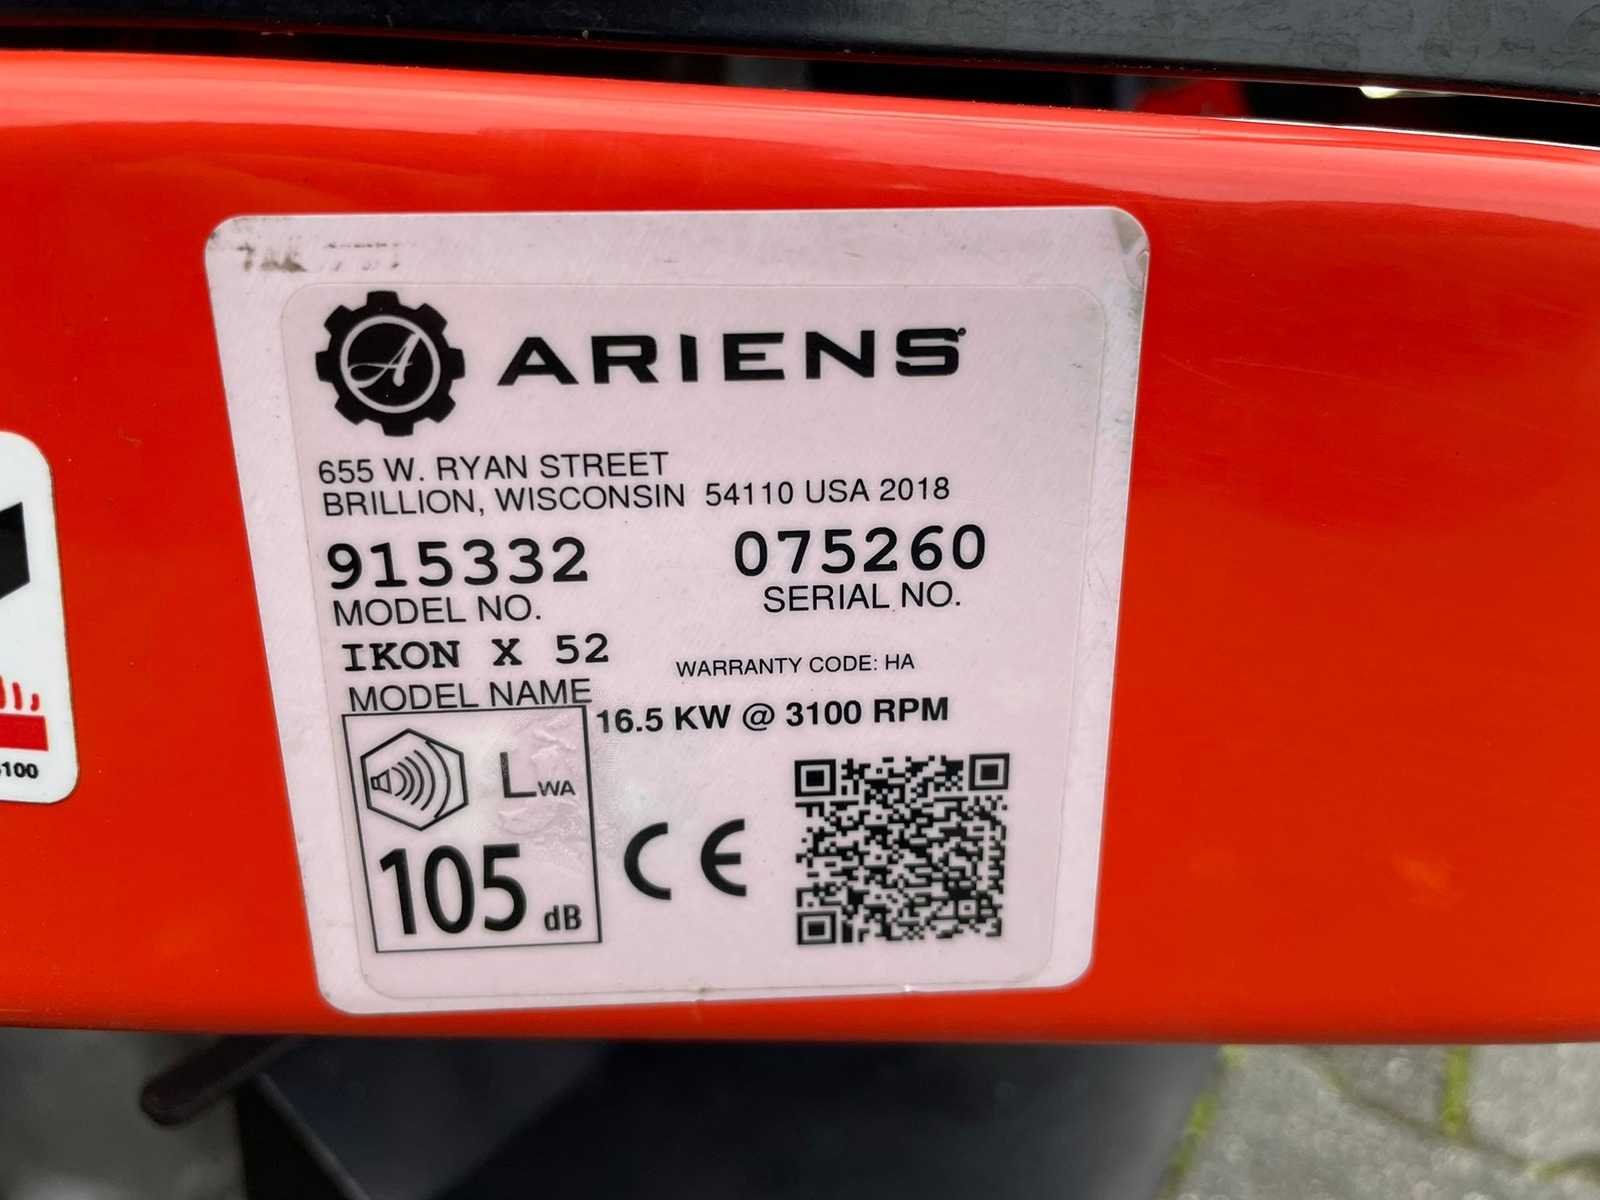 A
ARIENS
655 W. RYAN STREET
BRILLION, WISCONSIN 54110 USA 2018
915332 075260
MODEL NO. SERIAL NO.
IKON X 52
MODEL NAME
WARRANTY CODE: HA
16.5 KW @ 3100 RPM
LWA
105 dB
CE
100